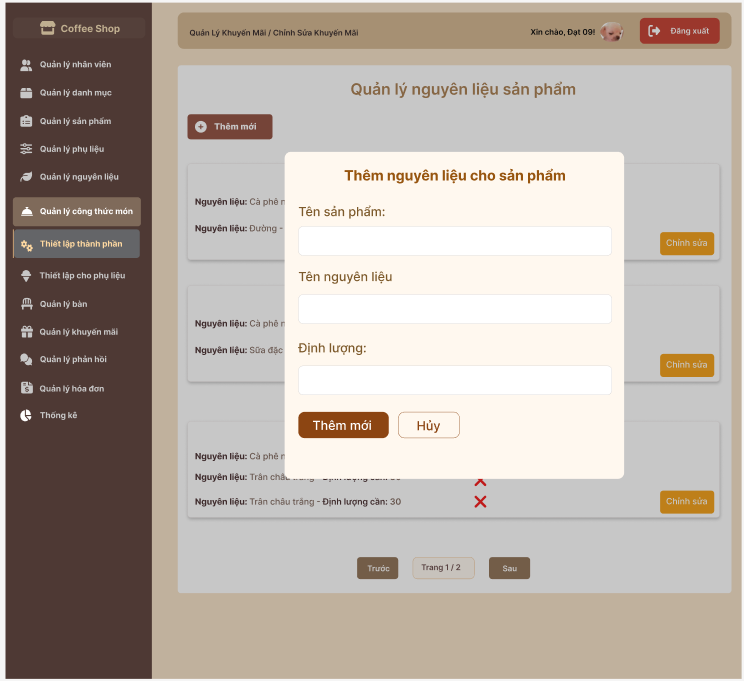 Coffee Shop
Quản lý nhân viên
Quản lý danh mục
Quản lý sản phẩm
Quản lý phụ liệu
Quản lý nguyên liệu
Quản lý công thức món
Thiết lập thành phần
Thiết lập cho phụ liệu
Quản lý bàn
Quản lý khuyến mãi
Quản lý phản hồi
Quản lý hóa đơn
Thống kê
Quản Lý Khuyến Mãi / Chỉnh Sửa Khuyến Mãi
Xin chào, Đạt 09!
Đăng xuất
Quản lý nguyên liệu sản phẩm
Thêm mới
Nguyên liệu: Cà phê
Nguyên liệu: Đường -
Chỉnh sửa
Nguyên liệu: Cà phê
Nguyên liệu: Sữa đặc
Chỉnh sửa
Nguyên liệu: Cà phê
Nguyên liệu: Trân châu trắng - Định lượng cần: 30
Nguyên liệu: Trân châu trắng - Định lượng cần: 30
Chỉnh sửa
Thêm nguyên liệu cho sản phẩm
Tên sản phẩm:
Tên nguyên liệu
Định lượng:
Thêm mới
Hủy
Trước
Trang 1 / 2
Sau